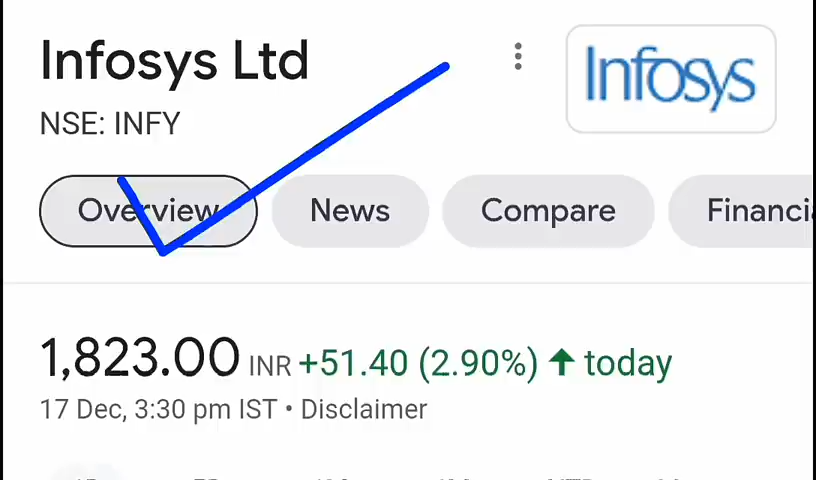 Infosys Ltd
Infosys
NSE: INFY
Overview News Compare Financi
1,823.00 INR +51.40 (2.90%) ↑ today
17 Dec, 3:30 pm IST • Disclaimer